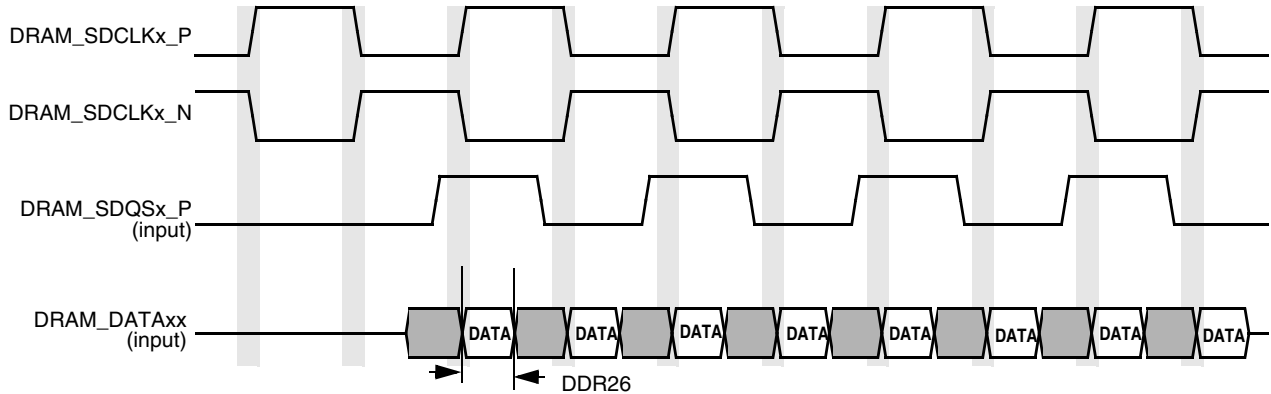 DRAM_SDCLKx_P
DRAM_SDCLKx_N
DRAM_SDQSx_P
(input)
DRAM_DATAxx
(input)
DATA DATA DATA DATA DATA DATA DATA DATA
DDR26